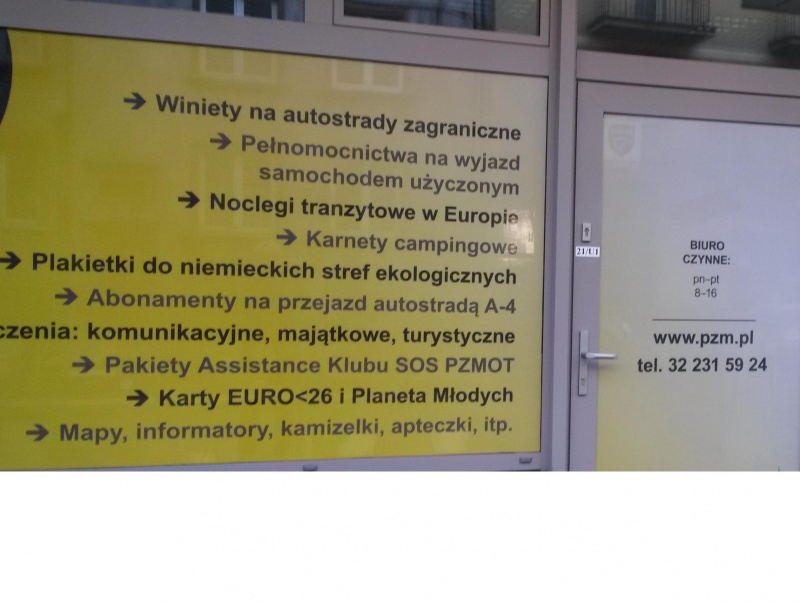 ➔ Winiety na autostrady zagraniczne
➔ Pełnomocnictwa na wyjazd
samochodem użyczonym
➔ Noclegi tranzytowe w Europie
➔ Karnety campingowe
➔ Plakietki do niemieckich stref ekologicznych
➔ Abonamenty na przejazd autostradą A-4
czenia: komunikacyjne, majątkowe, turystyczne
➔ Pakiety Assistance Klubu SOS PZMOT
➔ Karty EURO<26 i Planeta Młodych
➔ Mapy, informatory, kamizelki, apteczki, itp.
21/U1
BIURO
CZYNNE:
pn–pt
8–16
www.pzm.pl
tel. 32 231 59 24